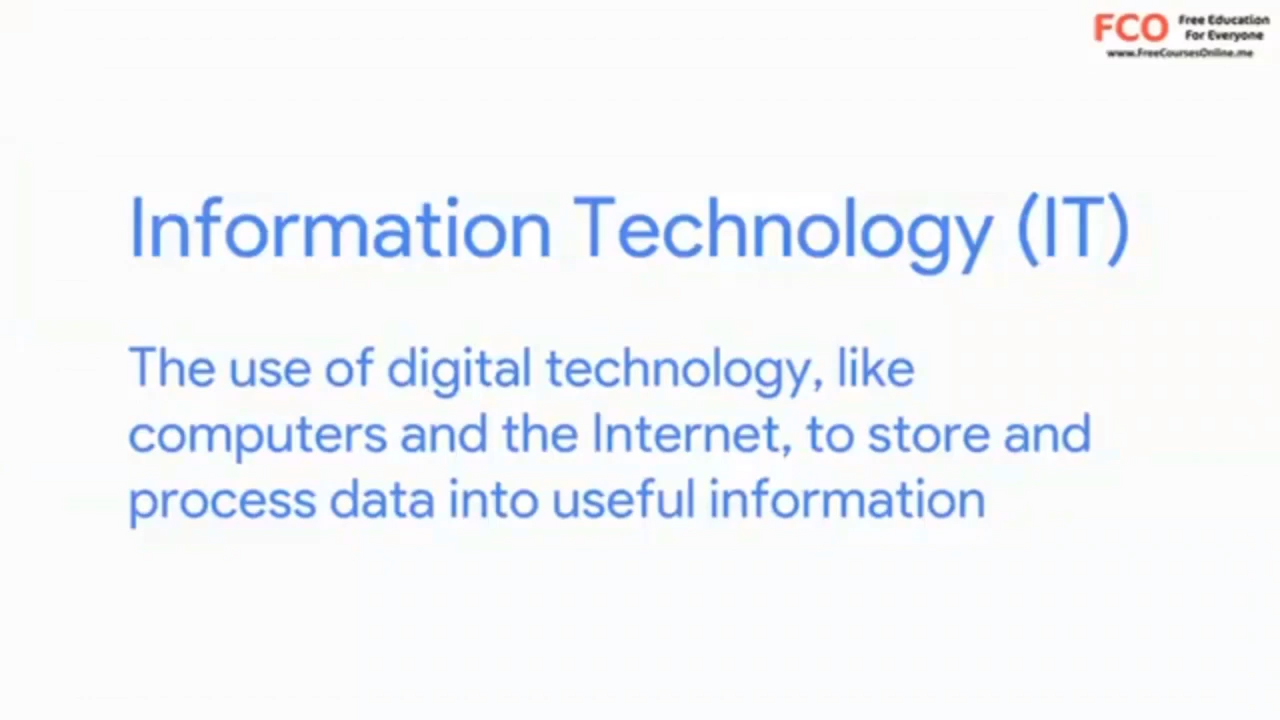 FCO Free Education
For Everyone
www.FreeCoursesOnline.me
Information Technology (IT)
The use of digital technology, like
computers and the Internet, to store and
process data into useful information